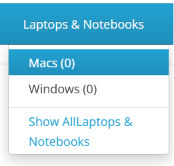 Laptops & Notebooks
Macs (0)
Windows (0)
Show AllLaptops &
Notebooks